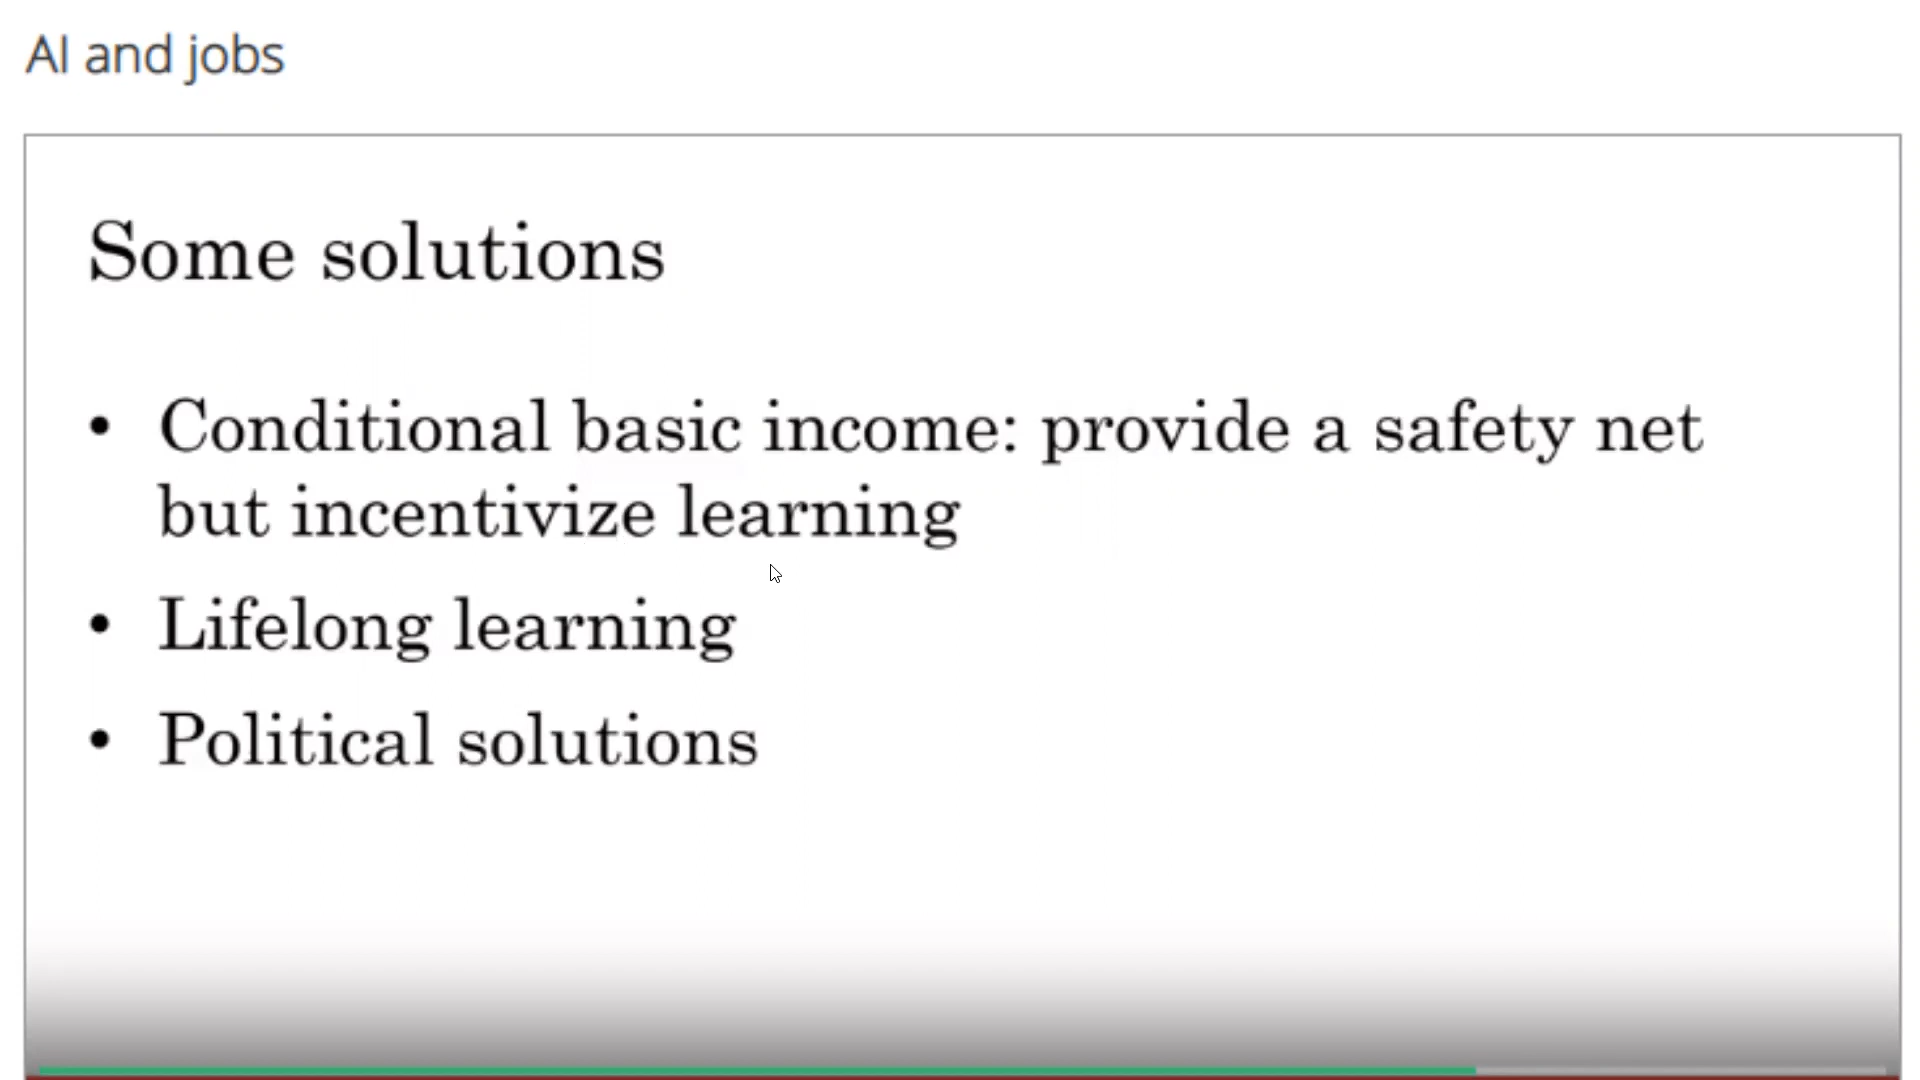 AI and jobs
Some solutions
• Conditional basic income: provide a safety net
but incentivize learning
• Lifelong learning
• Political solutions